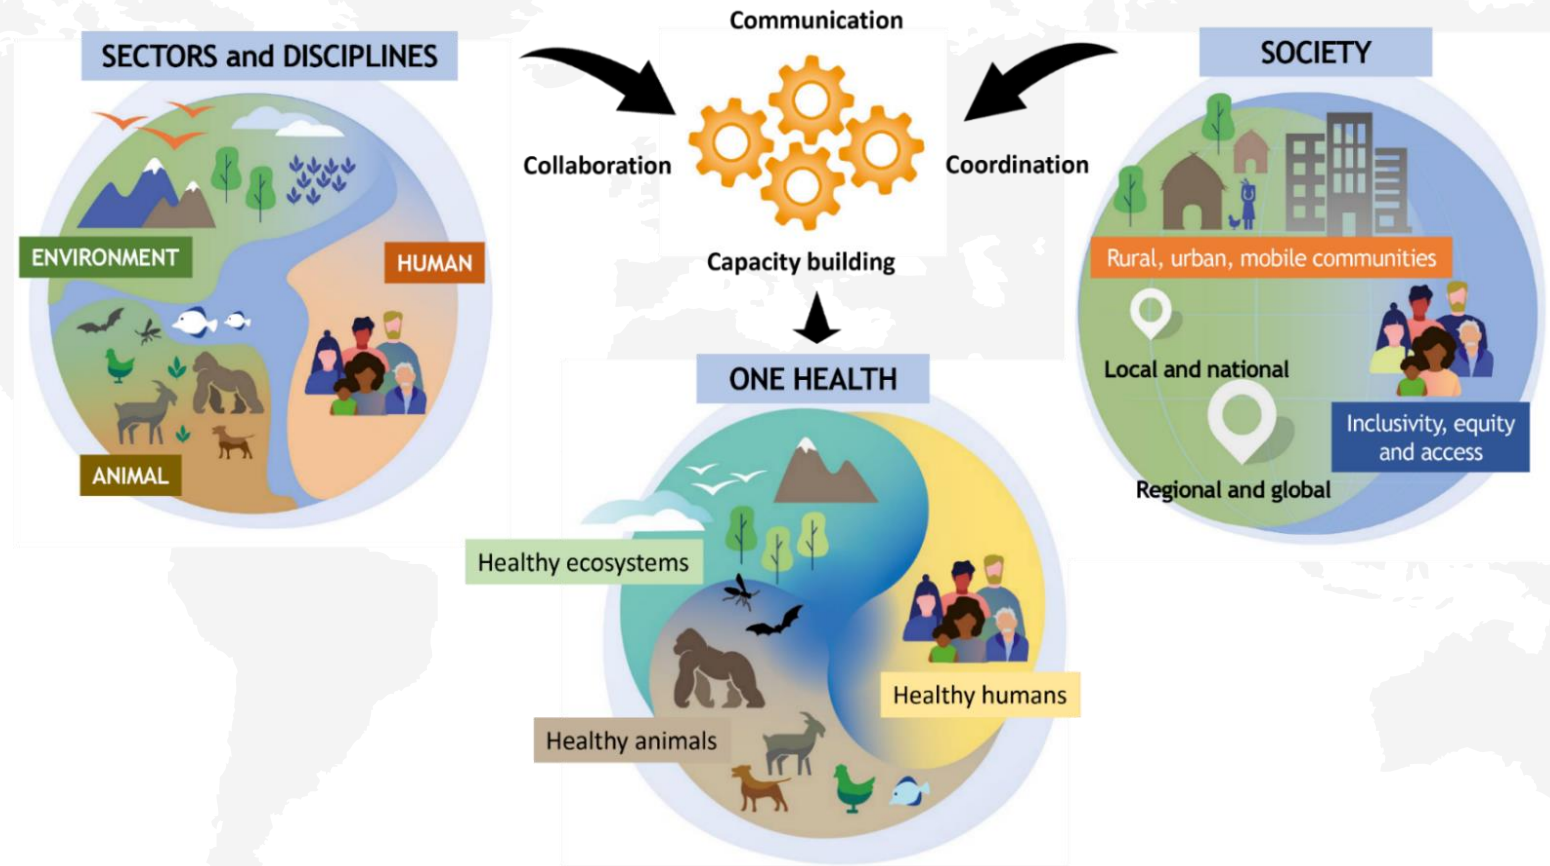 Communication
SECTORS and DISCIPLINES
SOCIETY
Collaboration
Coordination
Capacity building
ENVIRONMENT
HUMAN
ANIMAL
Rural, urban, mobile communities
Local and national
Regional and global
Inclusivity, equity
and access
ONE HEALTH
Healthy ecosystems
Healthy humans
Healthy animals